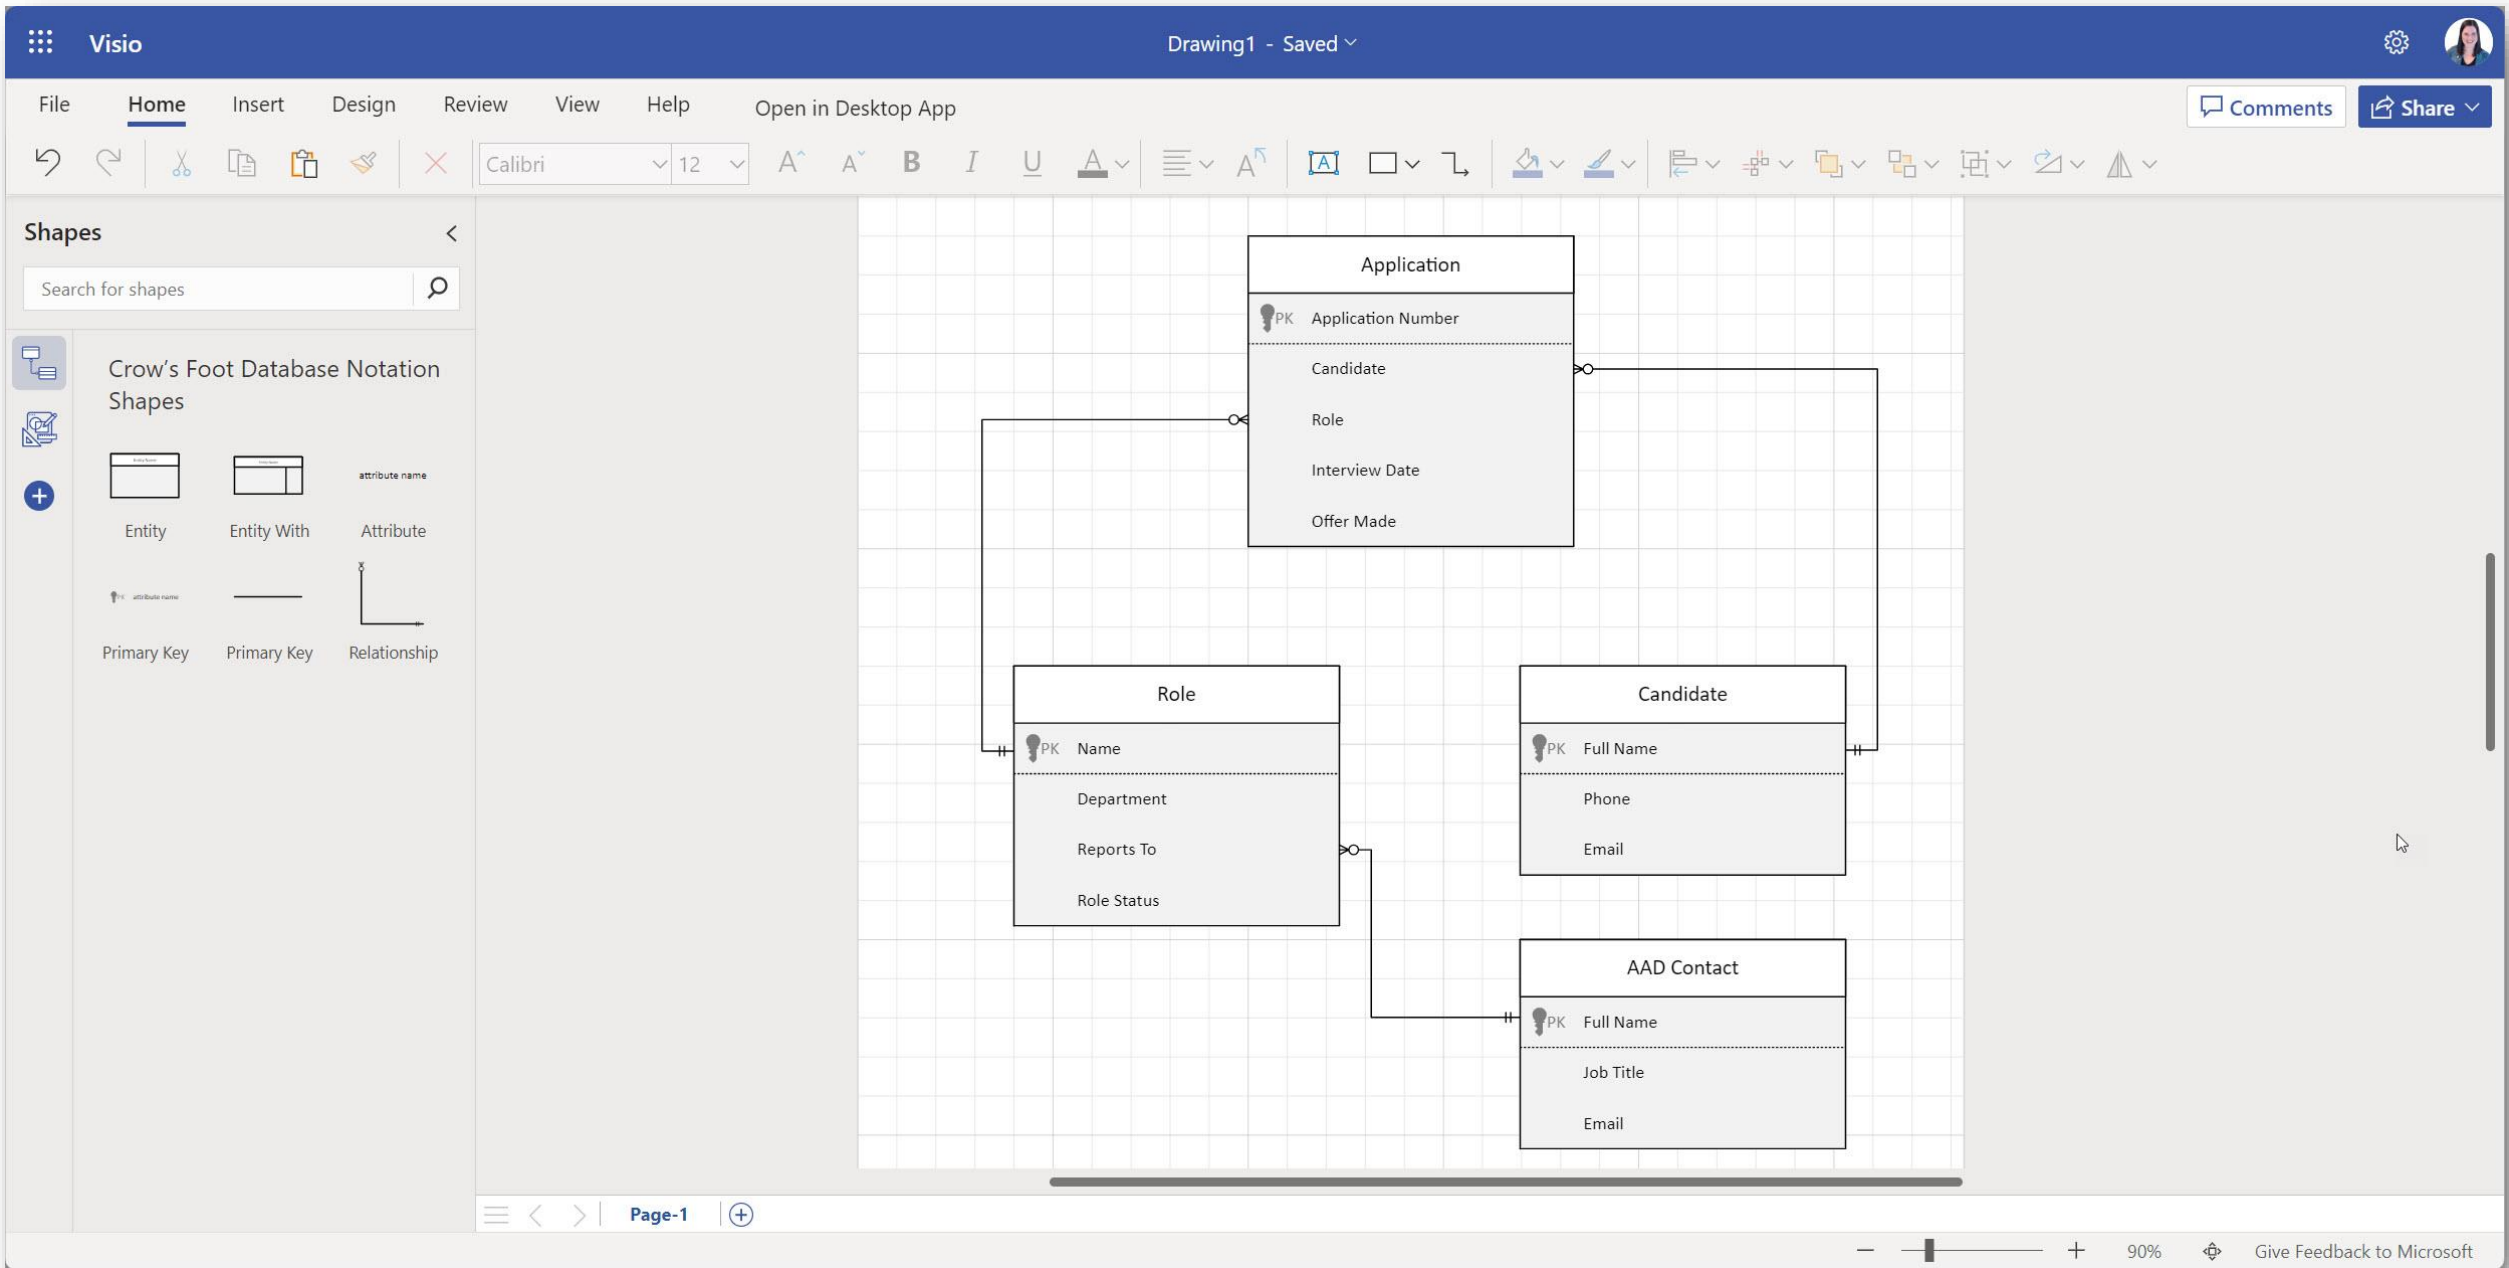 Visio
Drawing1 - Saved
File Home Insert Design Review View Help Open in Desktop App
Comments Share
Calibri 12
Shapes
Search for shapes
Crow's Foot Database Notation
Shapes
attribute name
Entity Entity With Attribute
PK attribute name
Primary Key Primary Key Relationship
Application
PK Application Number
Candidate
Role
Interview Date
Offer Made
Role
PK Name
Department
Reports To
Role Status
Candidate
PK Full Name
Phone
Email
AAD Contact
PK Full Name
Job Title
Email
Page-1
90% Give Feedback to Microsoft